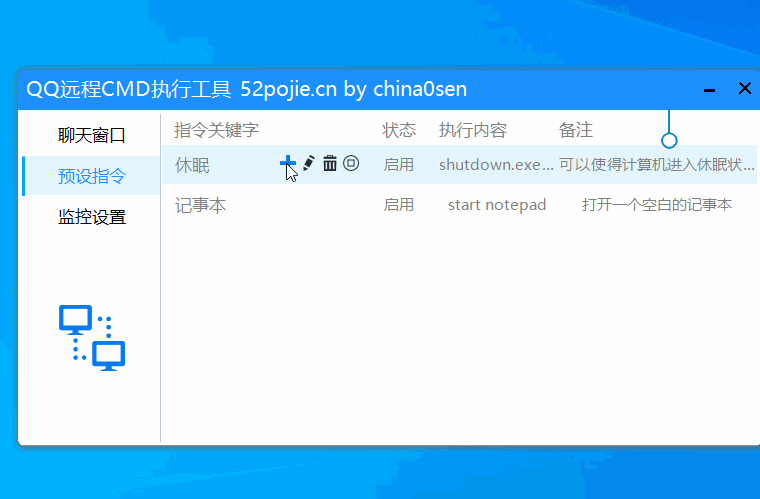 QQ远程CMD执行工具 52pojie.cn by china0sen
聊天窗口
预设指令
监控设置
指令关键字 状态 执行内容 备注
休眠 启用 shutdown.exe... 可以使得计算机进入休眠状...
记事本 启用 start notepad 打开一个空白的记事本